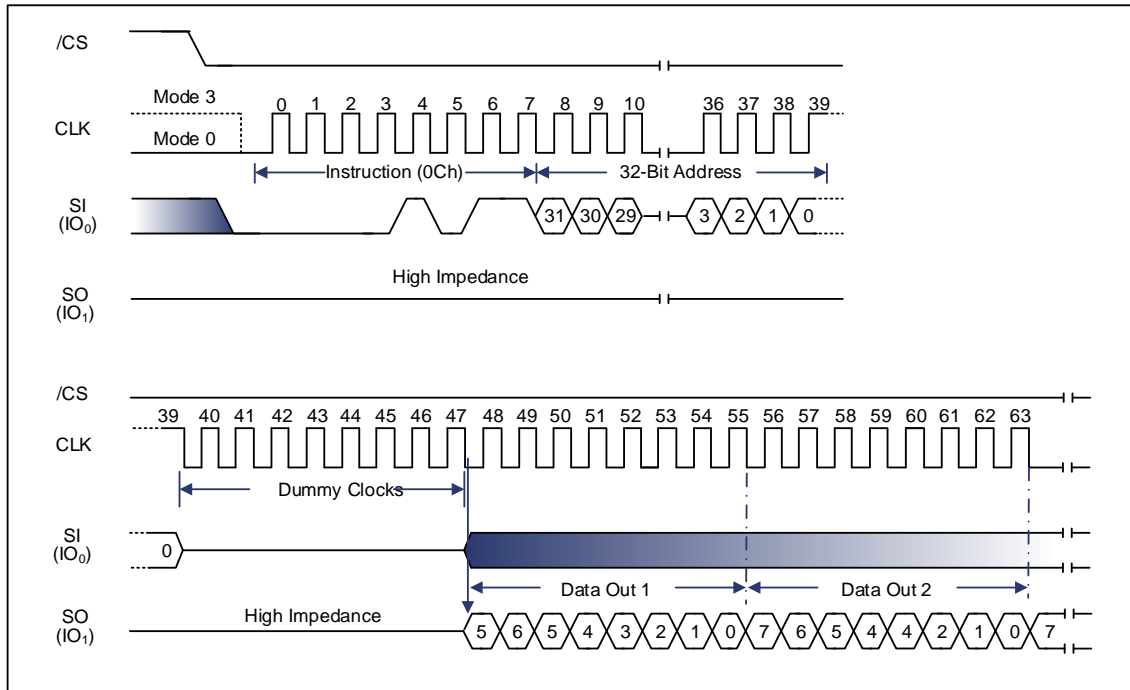 /CS
Mode 3
0 1 2 3 4 5 6 7 8 9 10 36 37 38 39
CLK
Mode 0
Instruction (0Ch) 32-Bit Address
SI
(IO0)
31 30 29 3 2 1 0
High Impedance
SO
(IO1)
/CS
39 40 41 42 43 44 45 46 47 48 49 50 51 52 53 54 55 56 57 58 59 60 61 62 63
CLK
Dummy Clocks
SI
(IO0)
0
Data Out 1 Data Out 2
SO
(IO1)
High Impedance
5 6 5 4 3 2 1 0 7 6 5 4 4 2 1 0 7